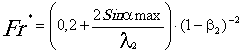 Fr* = (0,2 + 2Sinα max / λ₂) · (1 − β₂)⁻²